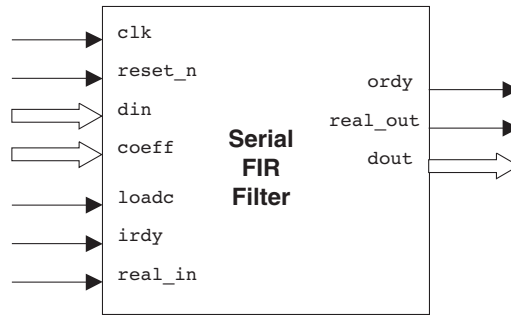 clk
reset_n
din
coeff
loadc
irdy
real_in
Serial
FIR
Filter
ordy
real_out
dout